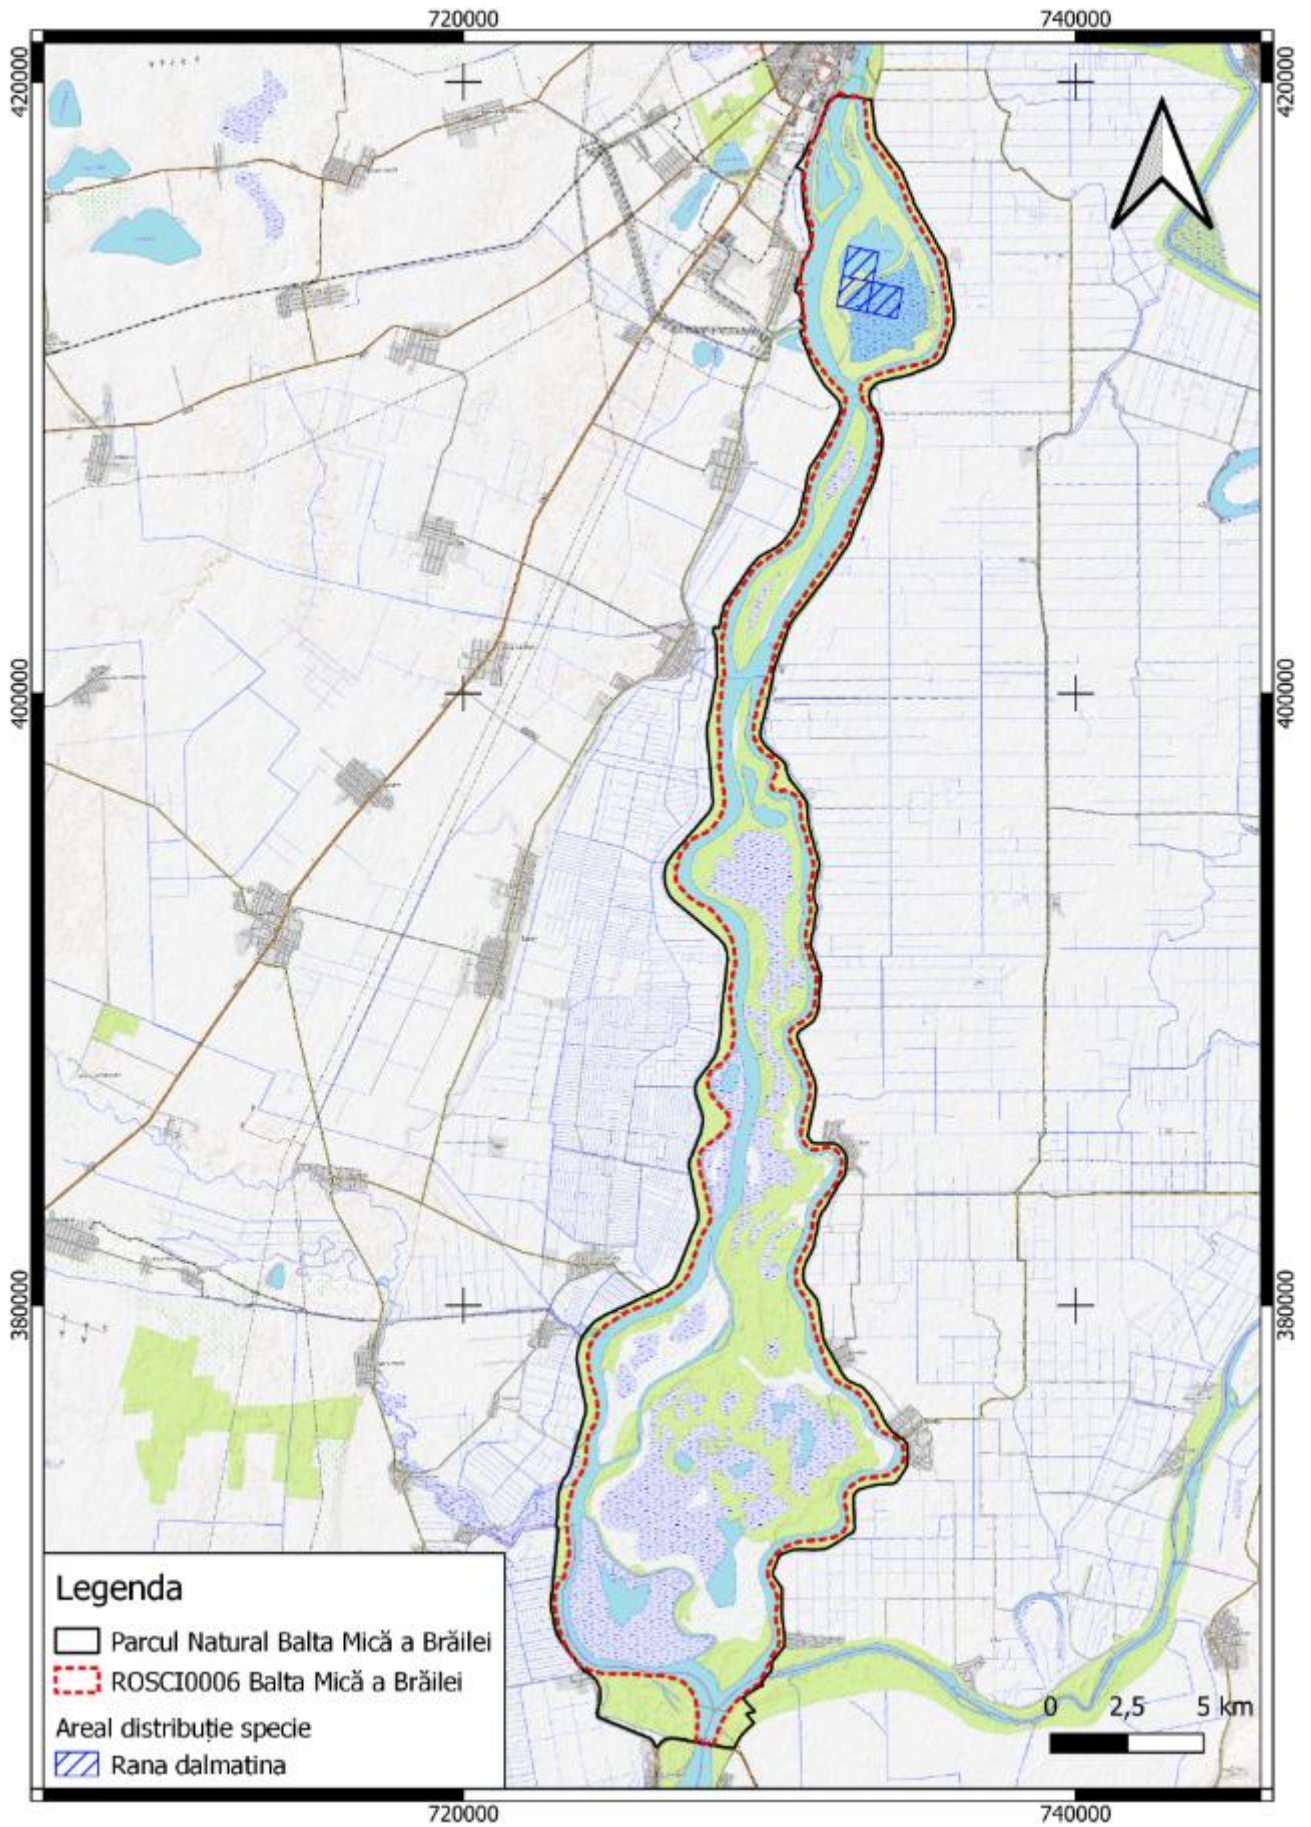 720000 740000
420000 420000
400000 400000
380000 380000
Legenda
Parcul Natural Balta Mică a Brăilei
ROSCI0006 Balta Mică a Brăilei
Areal distribuție specie
Rana dalmatina
0 2,5 5 km
720000 740000